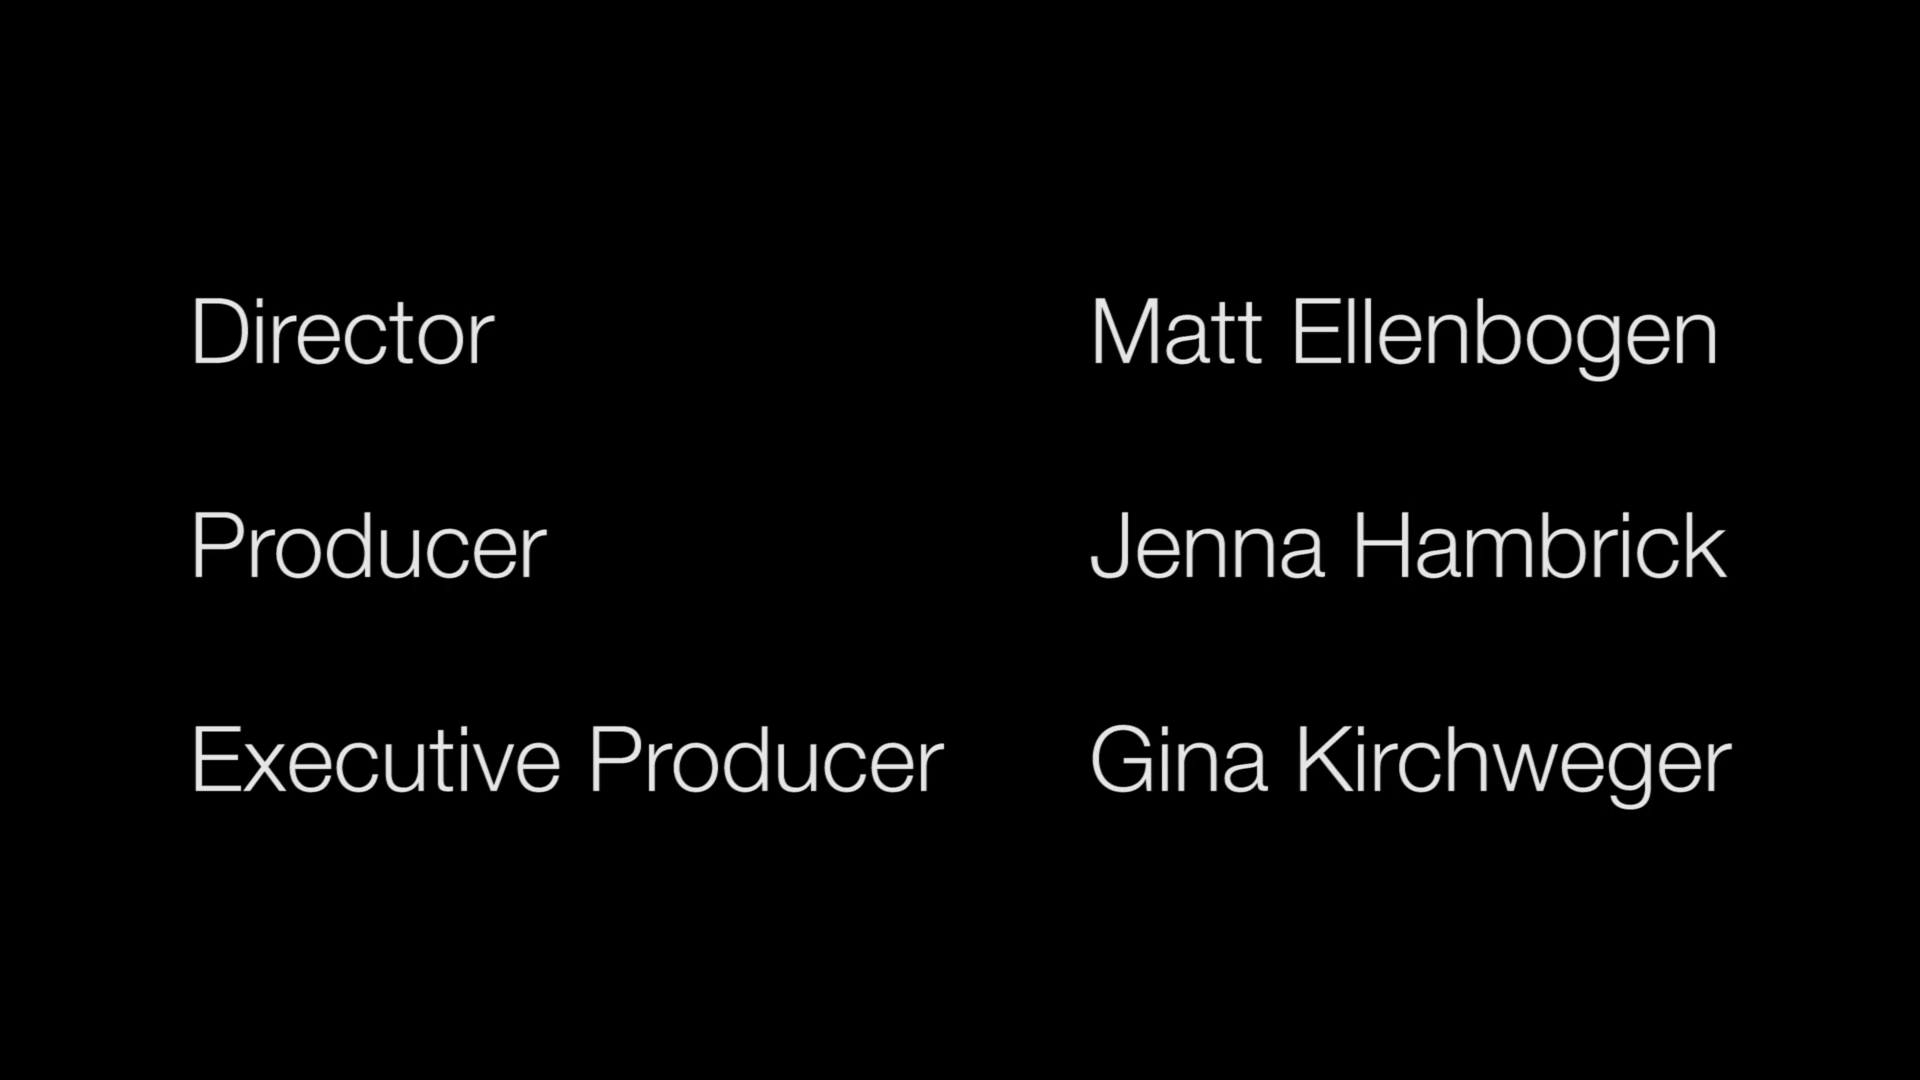 Director Matt Ellenbogen
Producer Jenna Hambrick
Executive Producer Gina Kirchweger